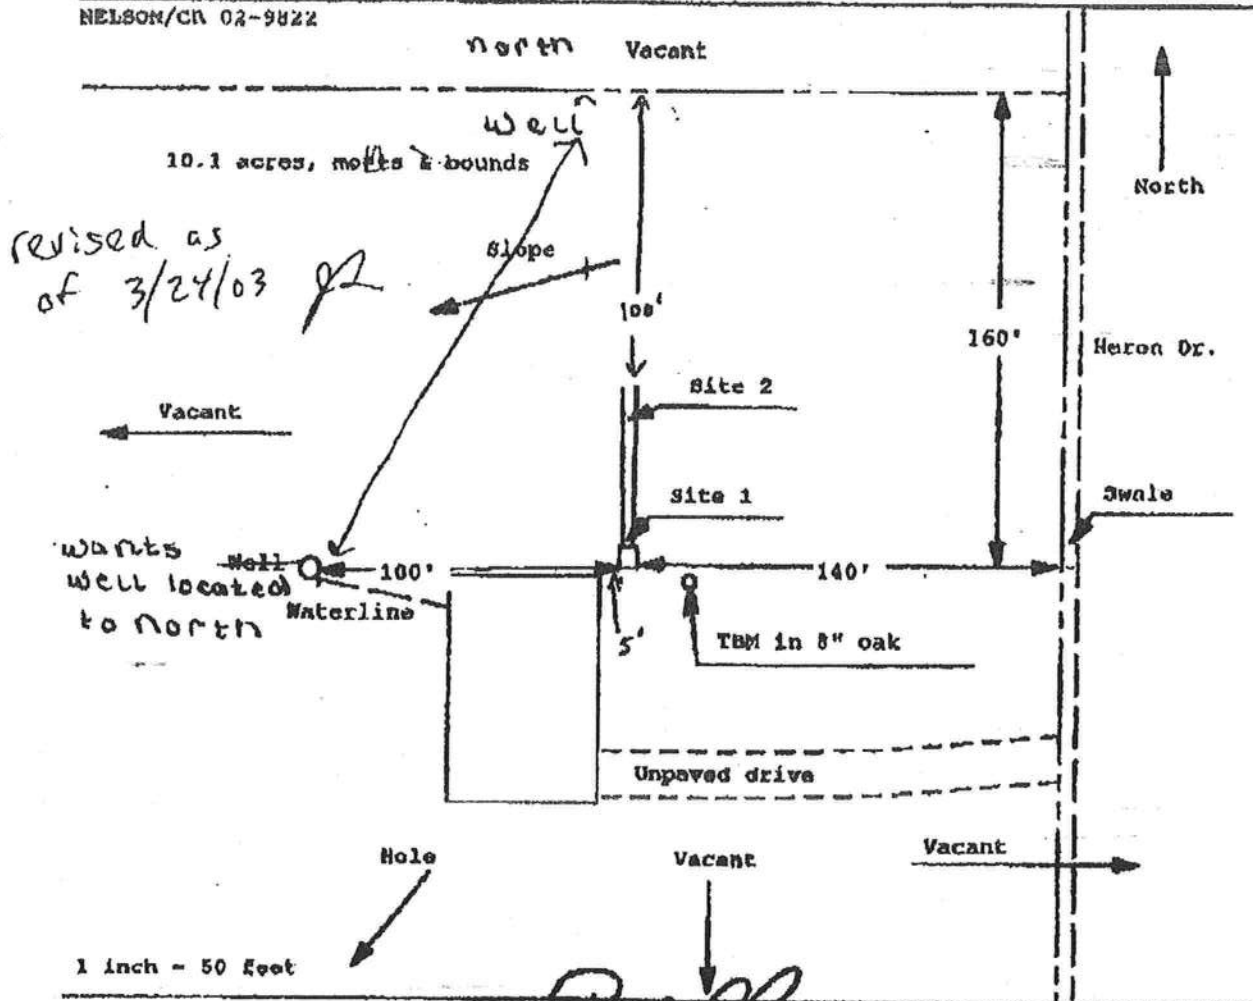 NELSON/CR 02-9822
north Vacant
Well
10.1 acres, metts & bounds
North
revised as
of 3/24/03
Slope
100'
160'
Heron Dr.
Site 2
Vacant
Site 1
Swale
wants
well located
to north
Well
100'
140'
Waterline
5'
TBM in 8" oak
Unpaved drive
Hole
Vacant
Vacant
1 inch - 50 feet